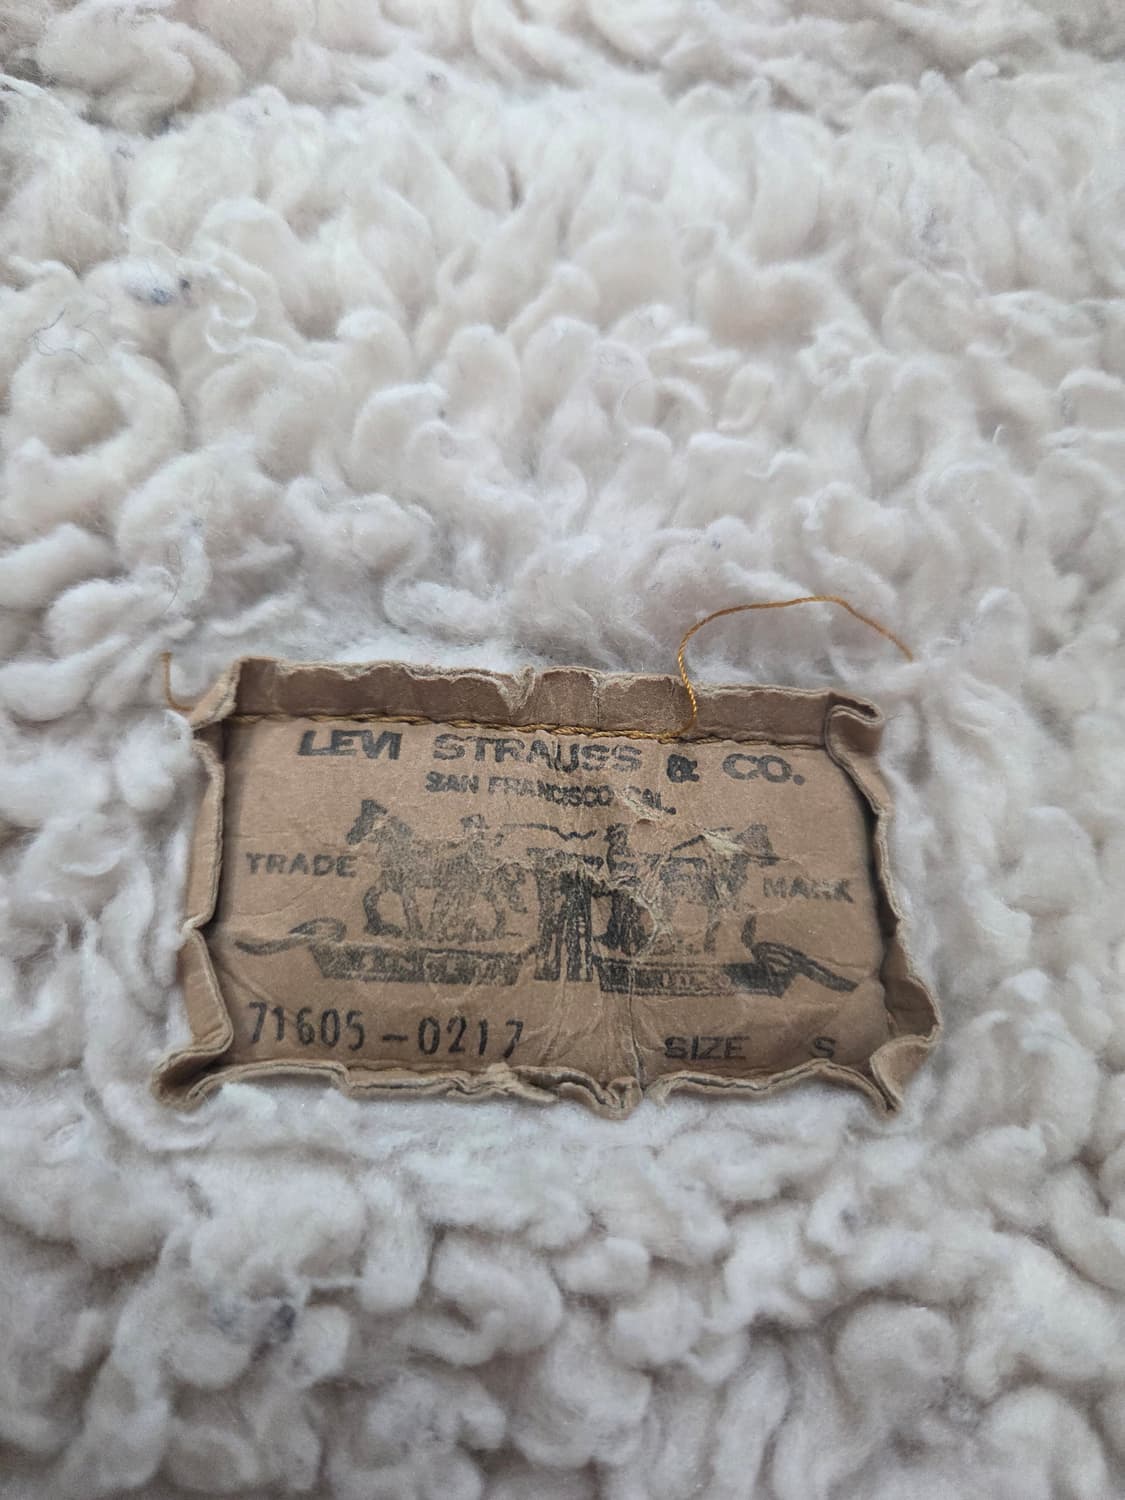 LEVI STRAUSS & CO.
SAN FRANCISCO, CAL.
TRADE MARK
71605-0217 SIZE S